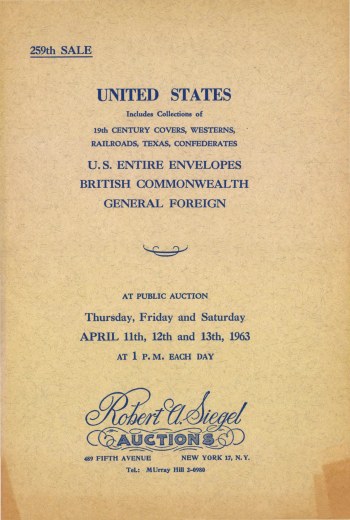 259th SALE
UNITED STATES
Includes Collections of
19th CENTURY COVERS, WESTERNS,
RAILROADS, TEXAS, CONFEDERATES
U.S. ENTIRE ENVELOPES
BRITISH COMMONWEALTH
GENERAL FOREIGN
AT PUBLIC AUCTION
Thursday, Friday and Saturday
APRIL 11th, 12th and 13th, 1963
AT 1 P.M. EACH DAY
Robert A. Siegel
AUCTIONS
489 FIFTH AVENUE NEW YORK 17, N.Y.
Tel.: MUrray Hill 2-0980